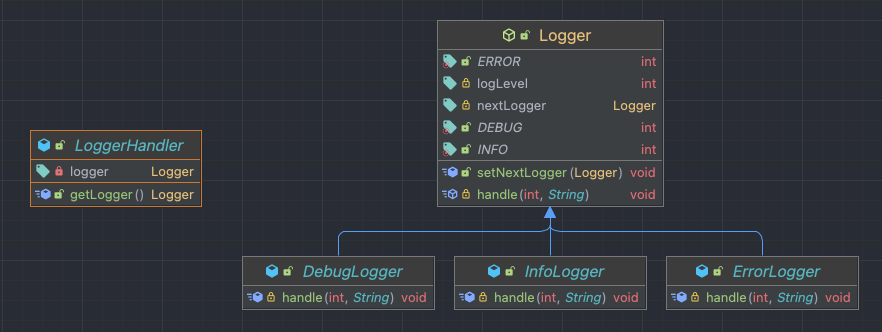 Logger
ERROR int
logLevel int
nextLogger Logger
DEBUG int
INFO int
setNextLogger(Logger) void
handle(int, String) void
LoggerHandler
logger Logger
getLogger() Logger
DebugLogger
handle(int, String) void
InfoLogger
handle(int, String) void
ErrorLogger
handle(int, String) void